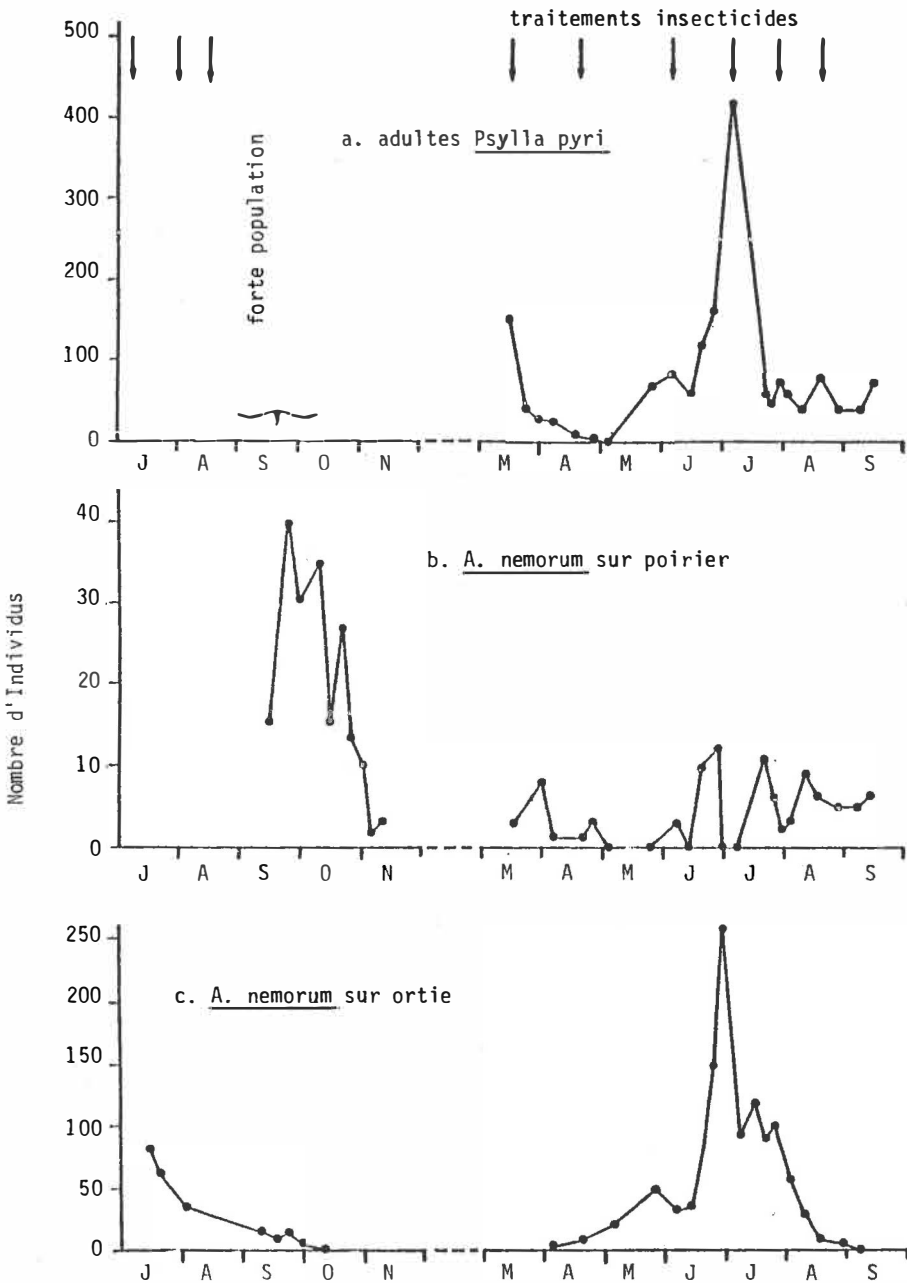 traitements insecticides
500
400
300
200
100
0
a. adultes Psylla pyri
forte population
J A S O N M A M J J A S
Nombre d'Individus
40
30
20
10
0
b. A. nemorum sur poirier
J A S O N M A M J J A S
250
200
150
100
50
0
c. A. nemorum sur ortie
J A S O N M A M J J A S